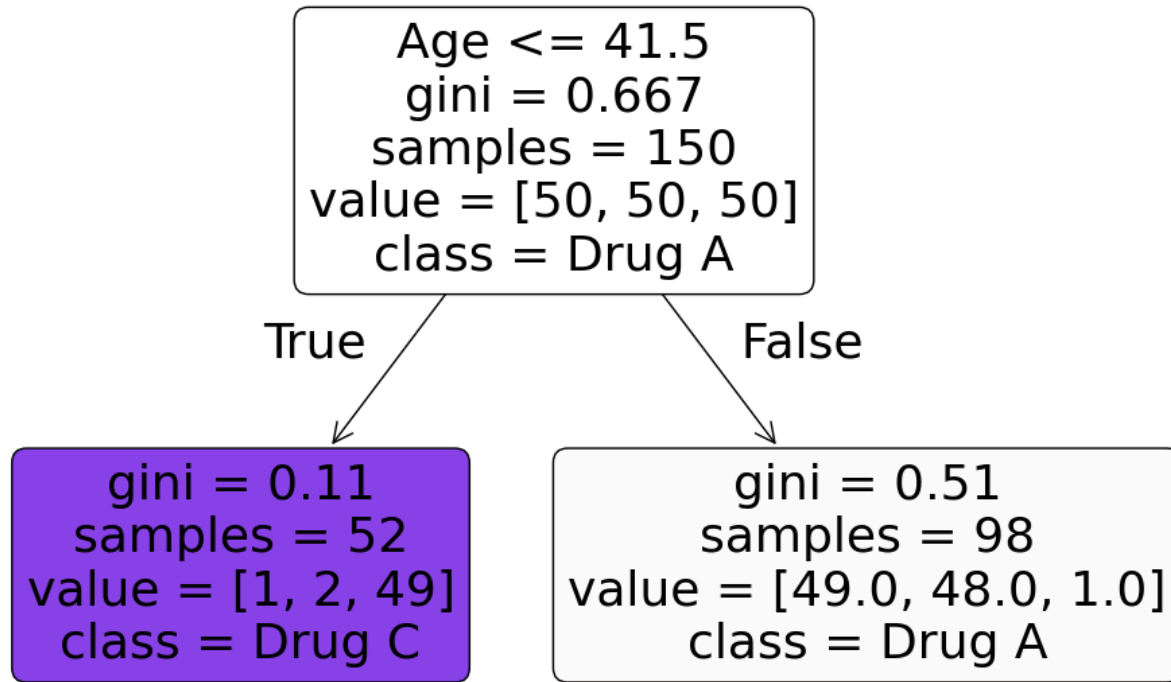 Age <= 41.5
gini = 0.667
samples = 150
value = [50, 50, 50]
class = Drug A
True
False
gini = 0.11
samples = 52
value = [1, 2, 49]
class = Drug C
gini = 0.51
samples = 98
value = [49.0, 48.0, 1.0]
class = Drug A